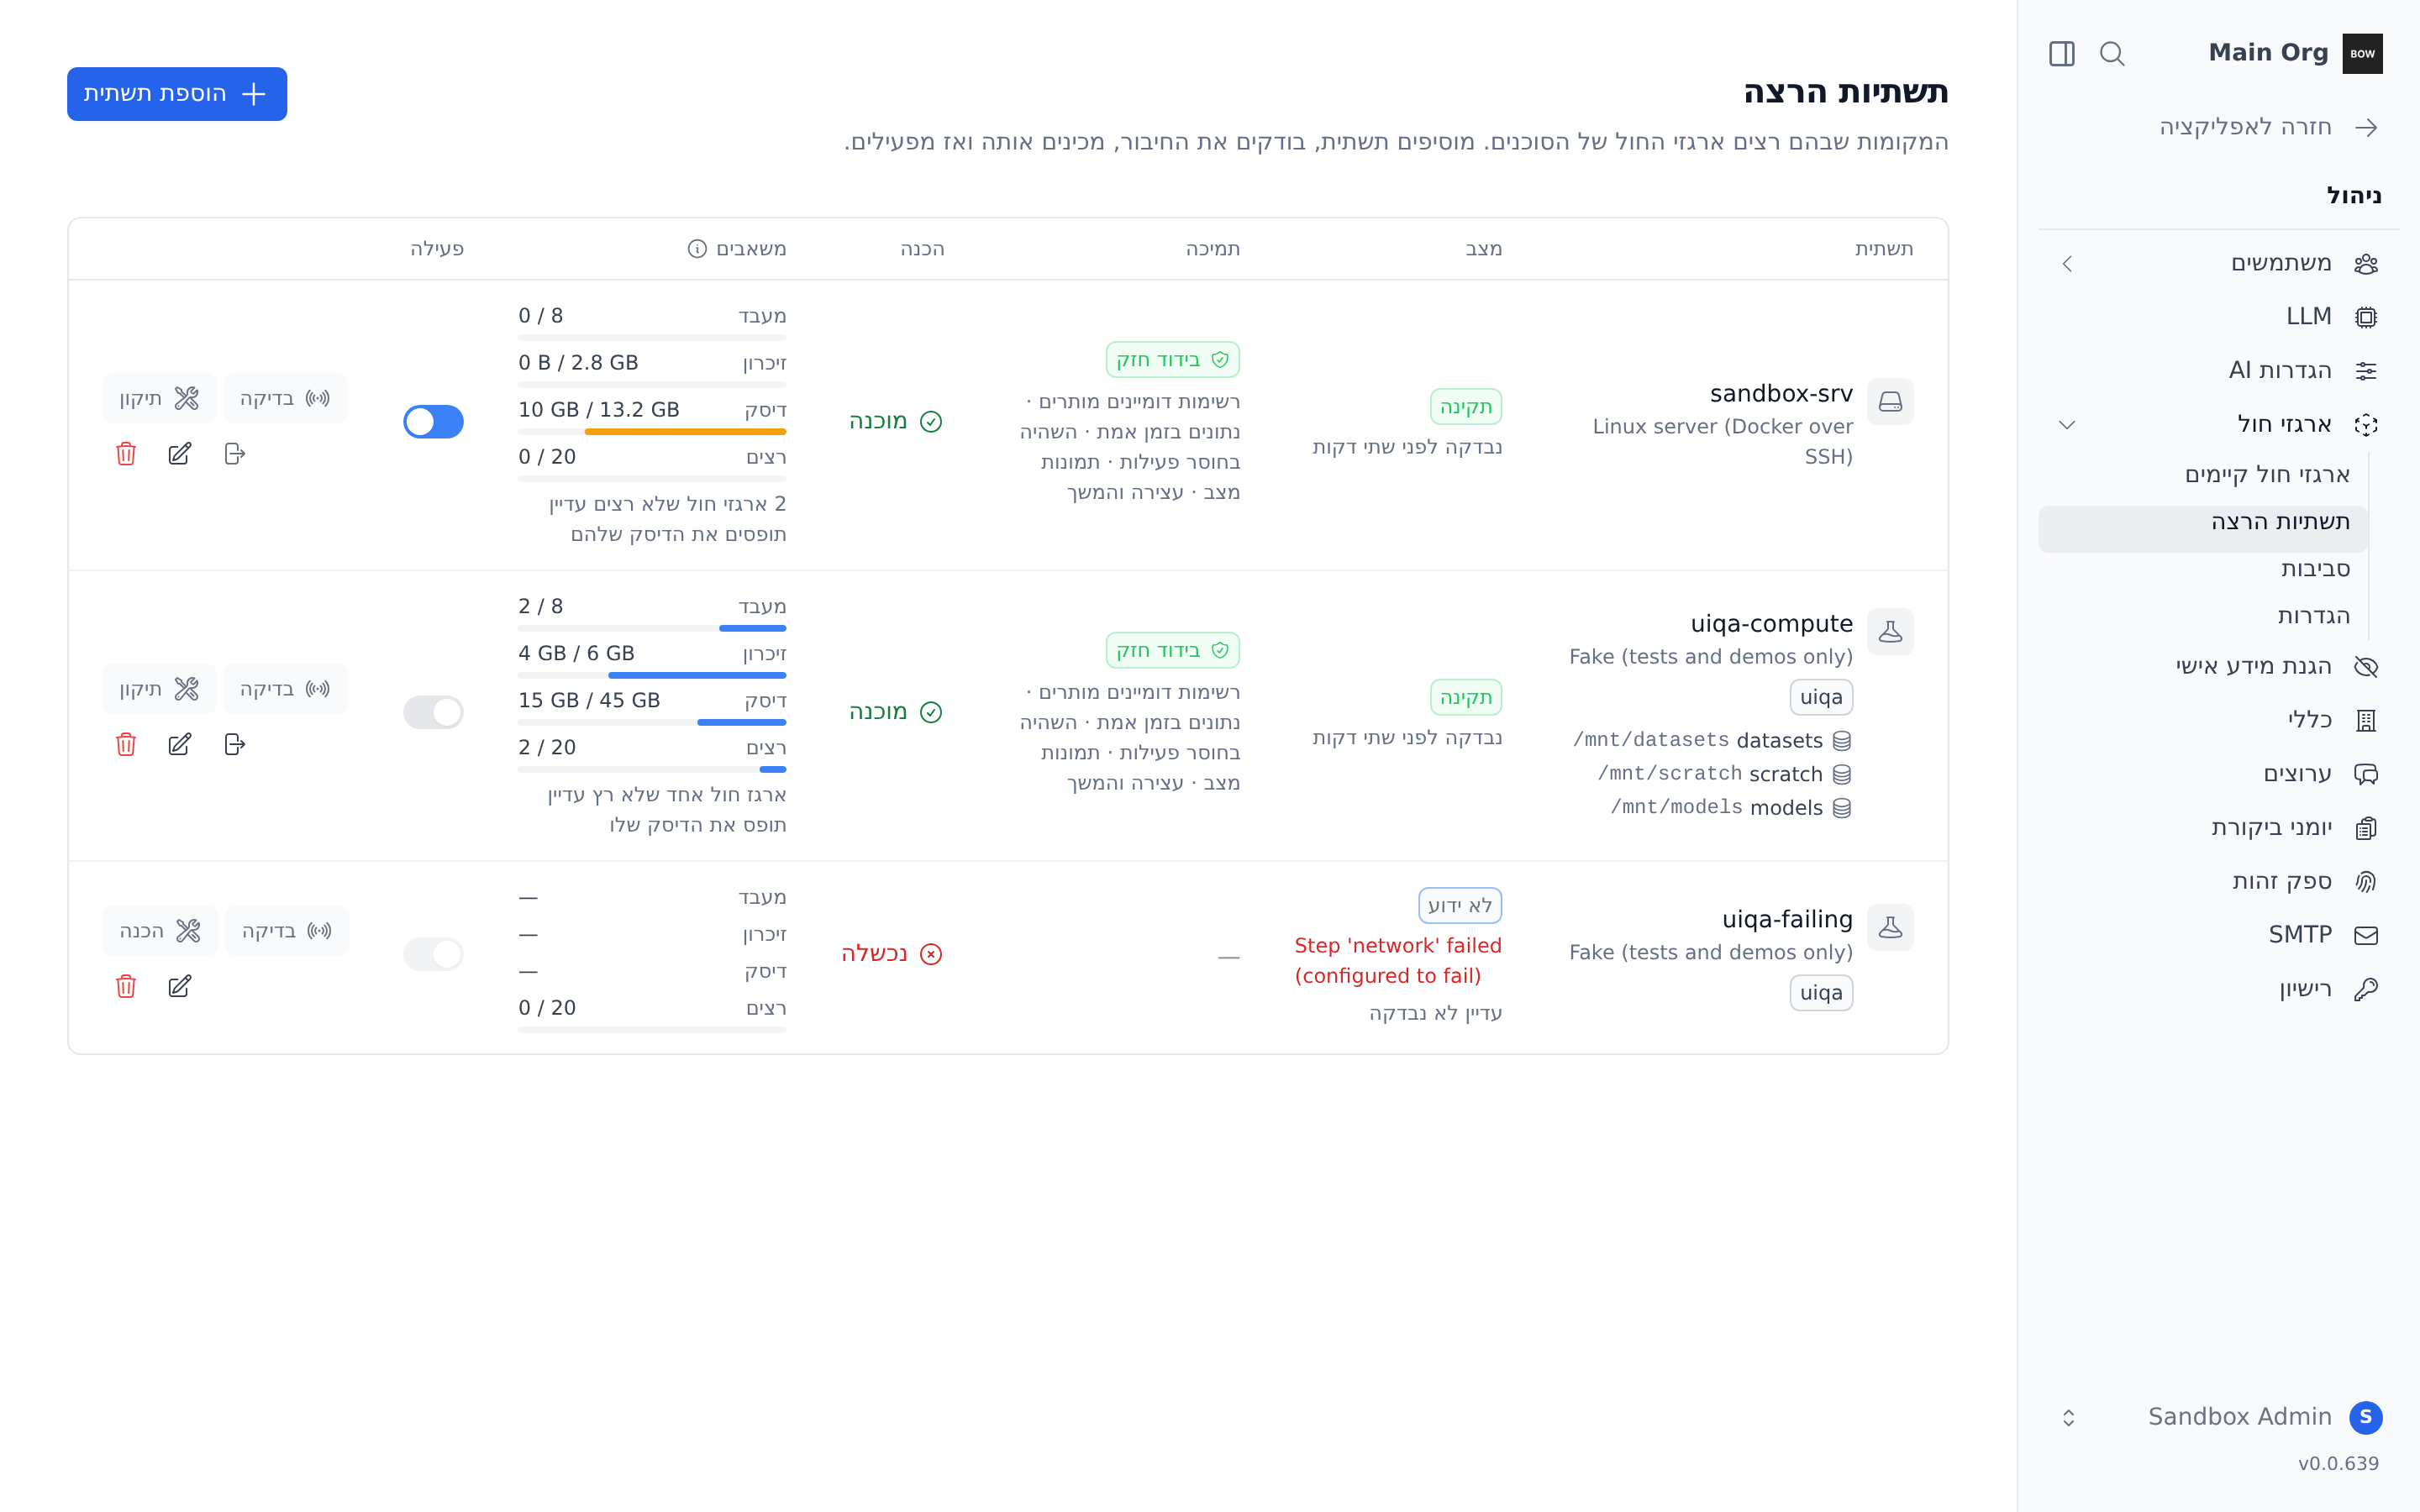 BOW Main Org
חזרה לאפליקציה
ניהול
משתמשים
LLM
הגדרות AI
ארגזי חול
ארגזי חול קיימים
תשתיות הרצה
סביבות
הגדרות
הגנת מידע אישי
כללי
ערוצים
יומני ביקורת
ספק זהות
SMTP
רישיון
S Sandbox Admin
v0.0.639
תשתיות הרצה
המקומות שבהם רצים ארגזי החול של הסוכנים. מוסיפים תשתית, בודקים את החיבור, מכינים אותה ואז מפעילים.
הוספת תשתית
תשתית מצב תמיכה הכנה משאבים פעילה
sandbox-srv
Linux server (Docker over
SSH)
תקינה
נבדקה לפני שתי דקות
בידוד חזק
רשימות דומיינים מותרים ·
נתונים בזמן אמת · השהיה
בחוסר פעילות · תמונות
מצב · עצירה והמשך
מוכנה
מעבד 0 / 8
זיכרון 0 B / 2.8 GB
דיסק 10 GB / 13.2 GB
רצים 0 / 20
2 ארגזי חול שלא רצים עדיין
תופסים את הדיסק שלהם
בדיקה תיקון
uiqa-compute
Fake (tests and demos only)
uiqa
datasets /mnt/datasets
scratch /mnt/scratch
models /mnt/models
תקינה
נבדקה לפני שתי דקות
בידוד חזק
רשימות דומיינים מותרים ·
נתונים בזמן אמת · השהיה
בחוסר פעילות · תמונות
מצב · עצירה והמשך
מוכנה
מעבד 2 / 8
זיכרון 4 GB / 6 GB
דיסק 15 GB / 45 GB
רצים 2 / 20
ארגז חול אחד שלא רץ עדיין
תופס את הדיסק שלו
בדיקה תיקון
uiqa-failing
Fake (tests and demos only)
uiqa
לא ידוע
Step 'network' failed
(configured to fail)
עדיין לא נבדקה
—
נכשלה
מעבד —
זיכרון —
דיסק —
רצים 0 / 20
בדיקה הכנה